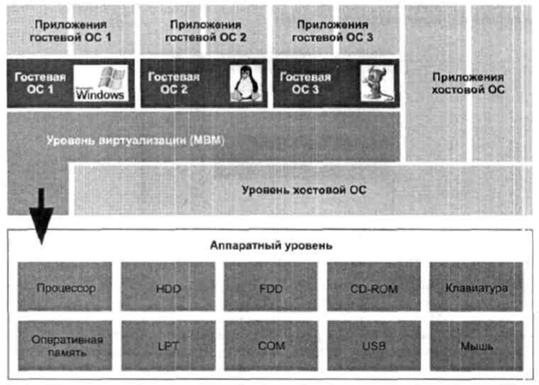 Приложения
гостевой ОС 1
Приложения
гостевой ОС 2
Приложения
гостевой ОС 3
Приложения
хостовой ОС
Гостевая
ОС 1
Windows
Гостевая
ОС 2
Гостевая
ОС 3
Уровень виртуализации (МВМ)
Уровень хостовой ОС
Аппаратный уровень
Процессор
HDD
FDD
CD-ROM
Клавиатура
Оперативная
память
LPT
COM
USB
Мышь